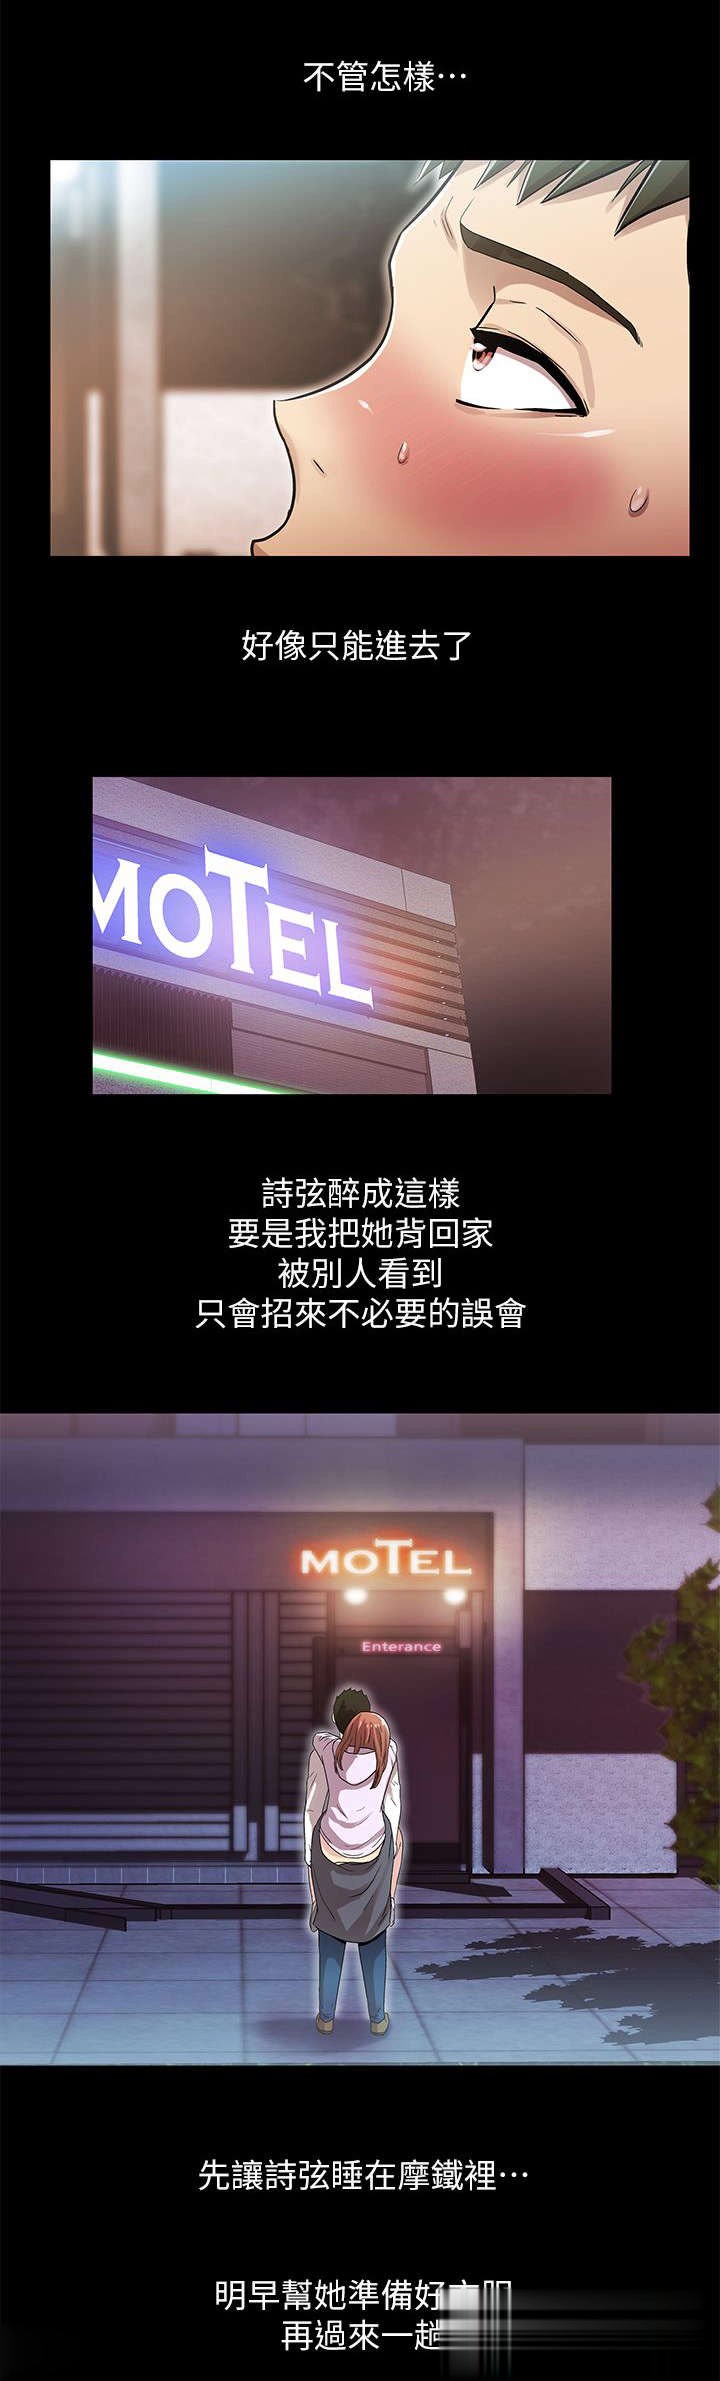 不管怎樣…
好像只能進去了
MOTEL
詩弦醉成這樣
要是我把她背回家
被別人看到
只會招來不必要的誤會
MOTEL
Enterance
先讓詩弦睡在摩鐵裡…
明早幫她準備好衣服
再過來一趟